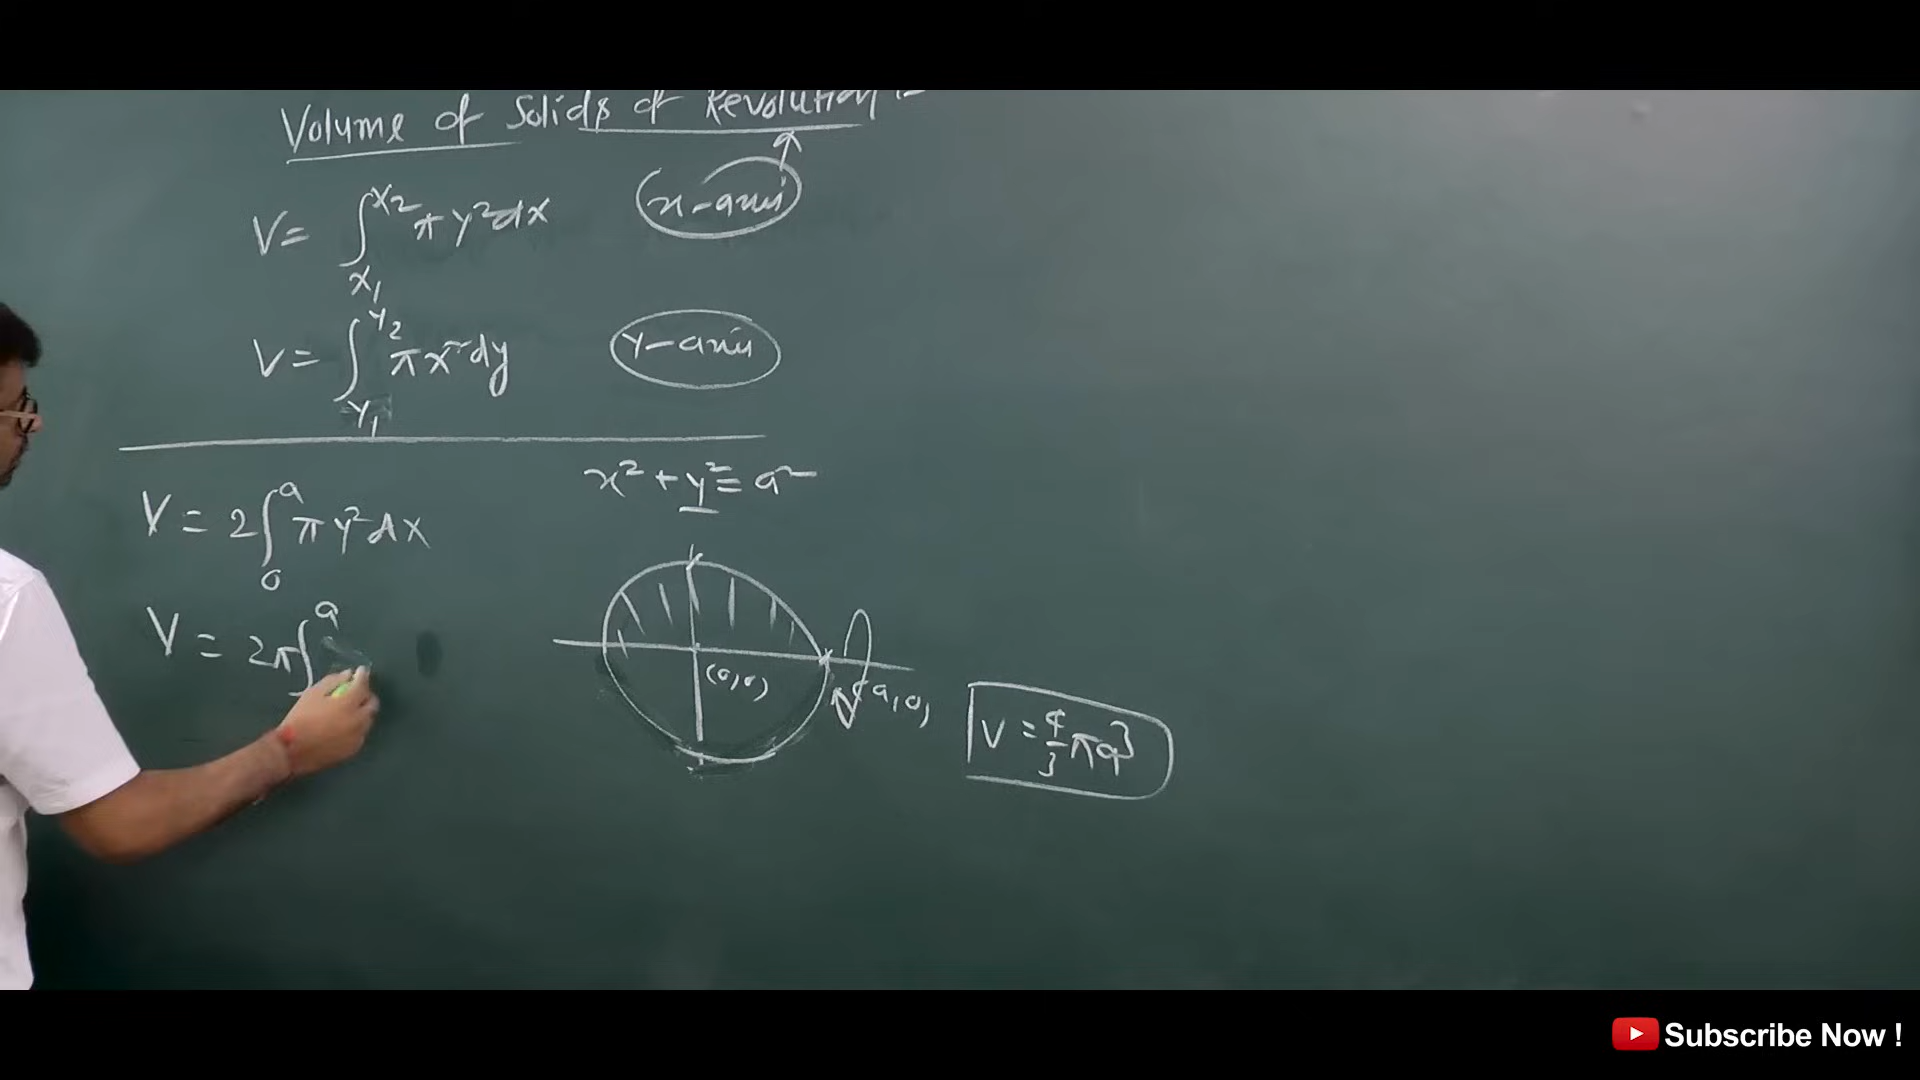 Volume of Solids of Revolution :-
V = ∫x₁^x₂ π y² dx (x-axis)
V = ∫y₁^y₂ π x² dy (y-axis)
x² + y² = a²
V = 2∫₀^a π y² dx
V = 2π∫^a
(0,0)
(a,0)
V = 4/3 πa³
Subscribe Now !